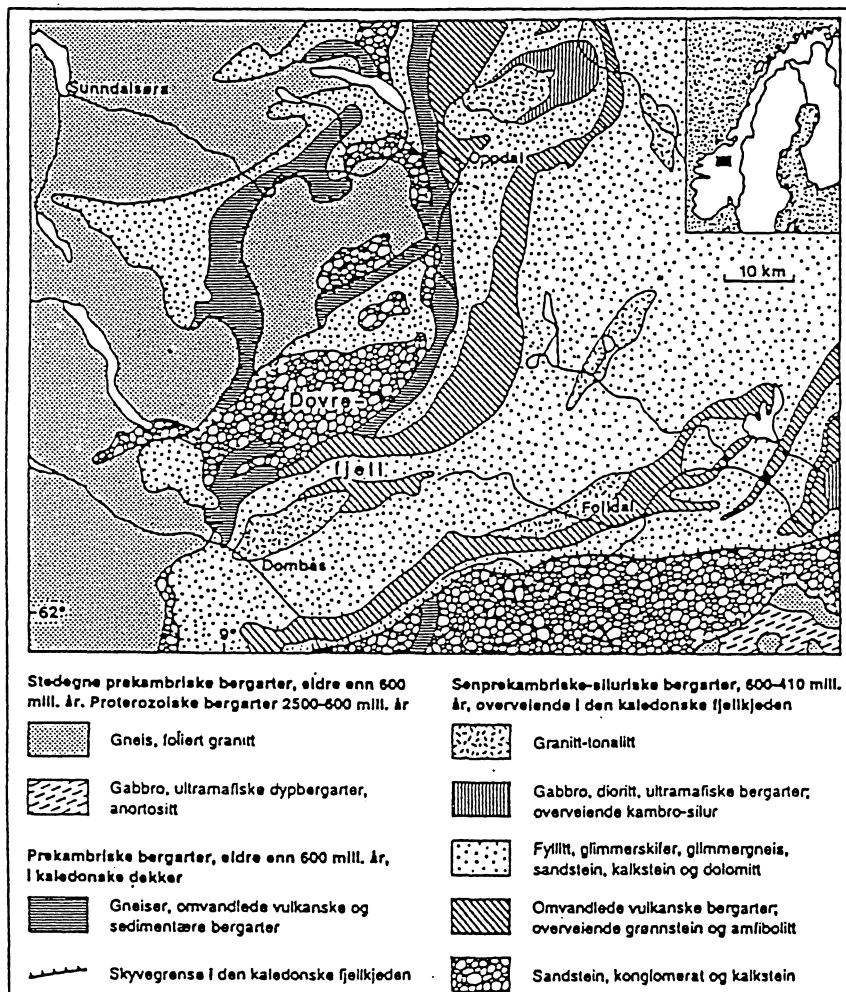 Sunndalsøra
Oppdal
10 km
Dovre-
fjell
Folldal
Dombås
62°
9°
Stedegne prekambriske bergarter, eldre enn 600
mill. år. Proterozoiske bergarter 2500-600 mill. år
Gneis, foliert granitt
Gabbro, ultramafiske dypbergarter,
anortositt
Prekambriske bergarter, eldre enn 600 mill. år,
i kaledonske dekker
Gneiser, omvandlede vulkanske og
sedimentære bergarter
Skyvegrense i den kaledonske fjellkjeden
Senprekambriske-siluriske bergarter, 600-410 mill.
år, overveiende i den kaledonske fjellkjeden
Granitt-tonalitt
Gabbro, dioritt, ultramafiske bergarter;
overveiende kambro-silur
Fyllitt, glimmerskifer, glimmergneis,
sandstein, kalkstein og dolomitt
Omvandlede vulkanske bergarter;
overveiende grønnstein og amfibolitt
Sandstein, konglomerat og kalkstein